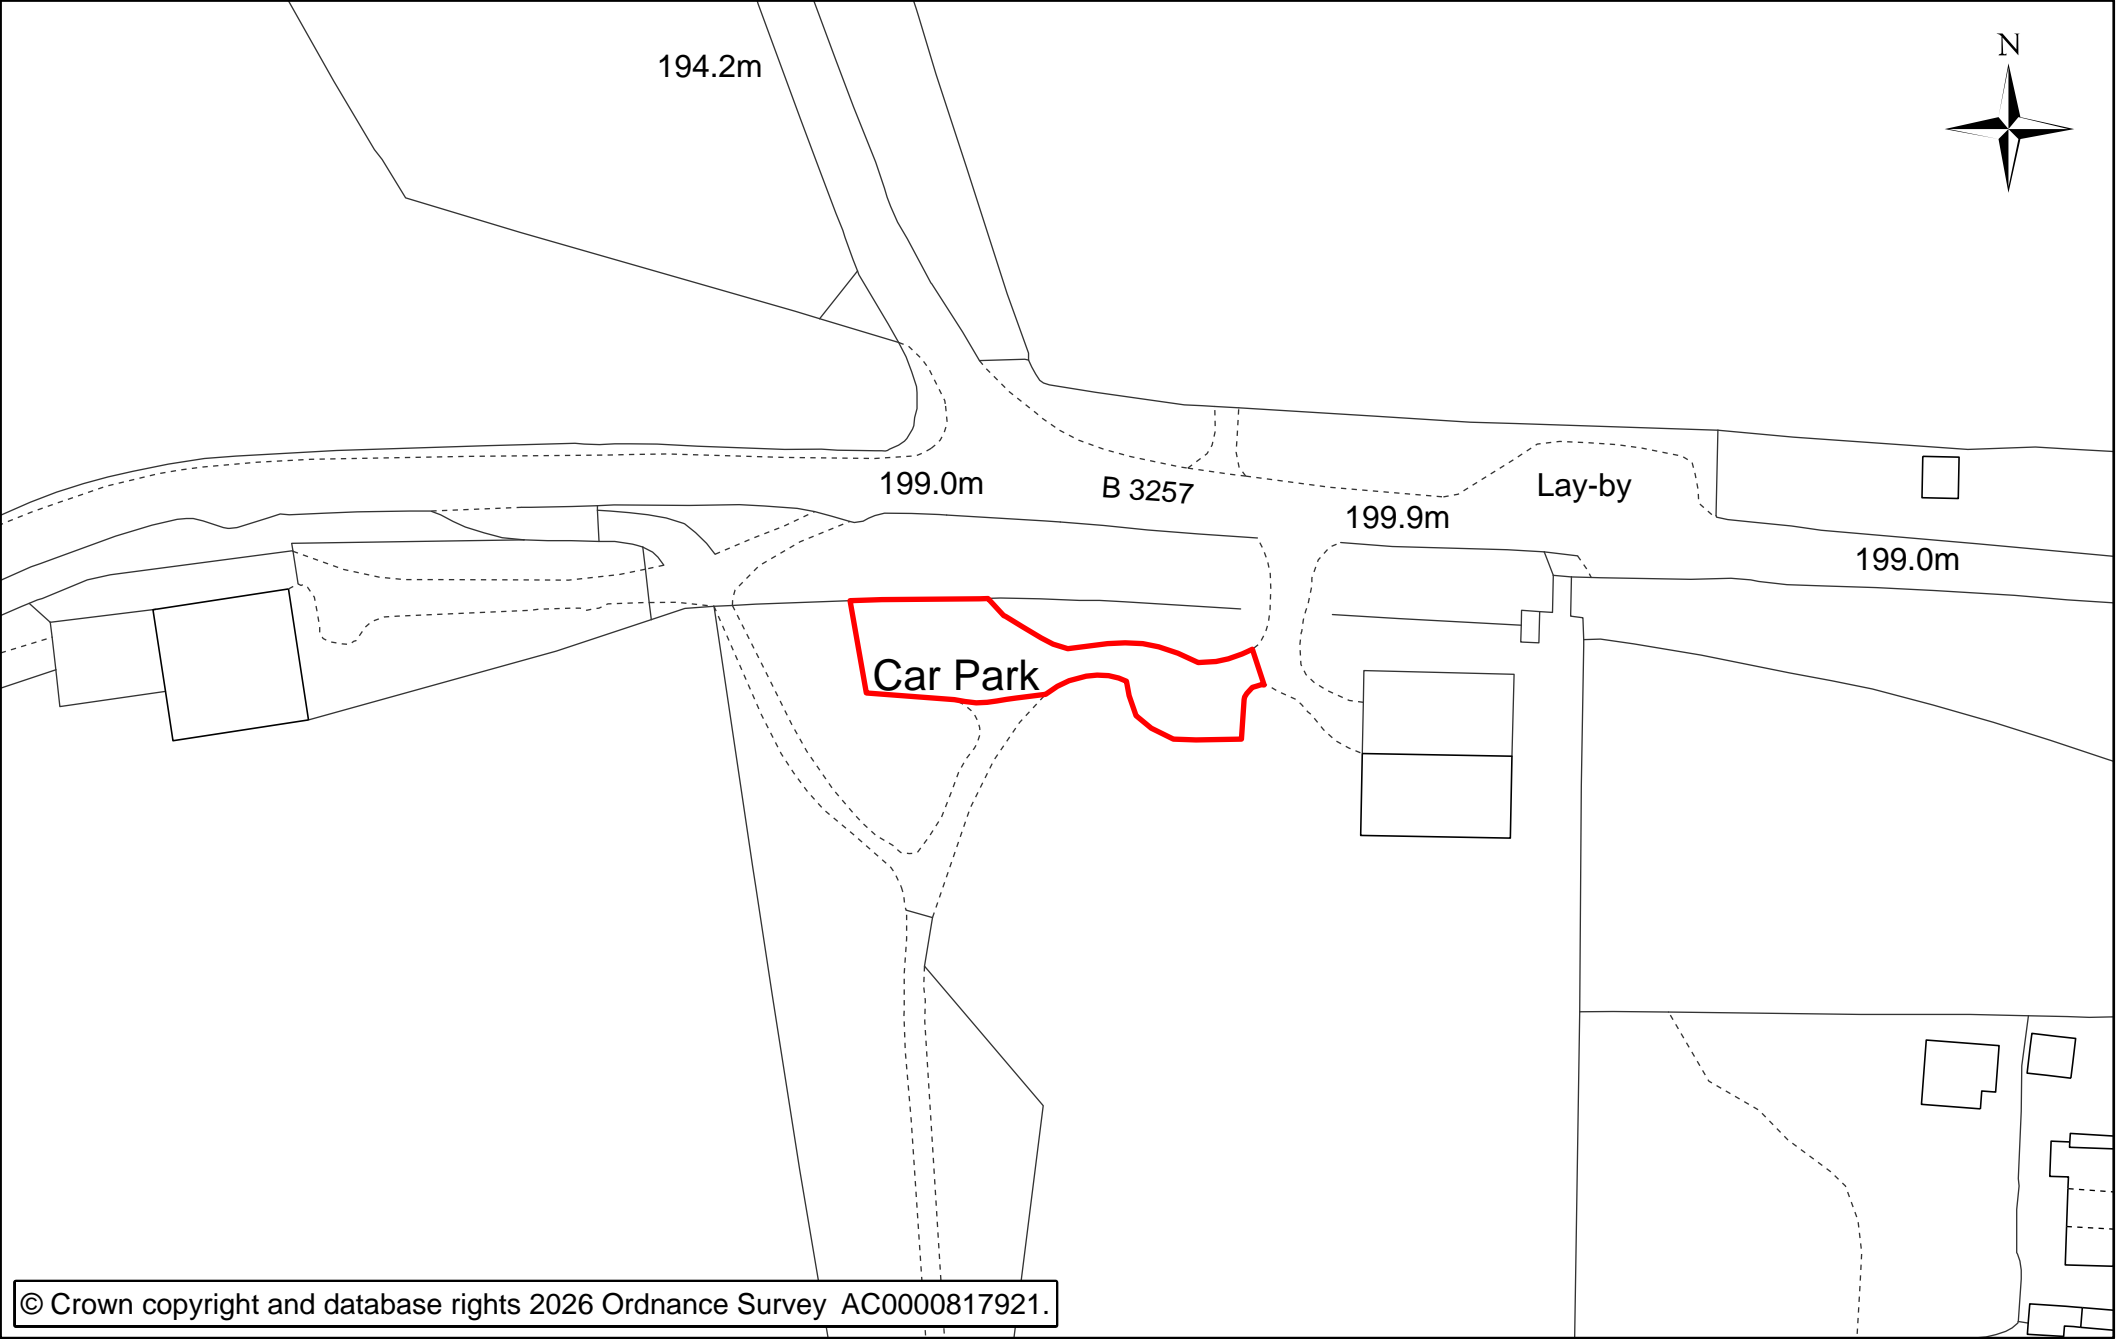 N
194.2m
199.0m
B 3257
Lay-by
199.9m
199.0m
Car Park
© Crown copyright and database rights 2026 Ordnance Survey AC0000817921.